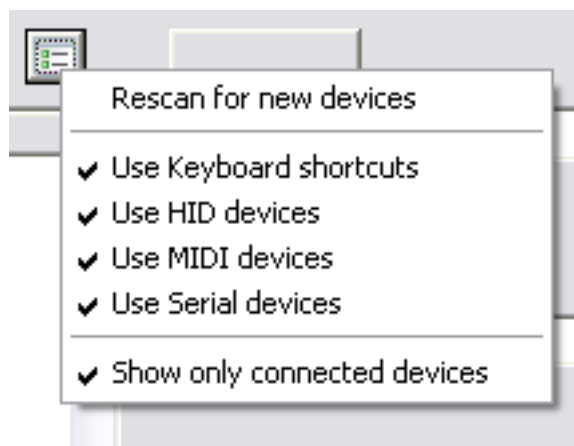 Rescan for new devices
Use Keyboard shortcuts
Use HID devices
Use MIDI devices
Use Serial devices
Show only connected devices